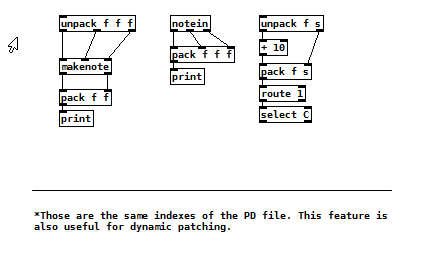 unpack f f f
makenote
pack f f
print
notein
pack f f f
print
unpack f s
+ 10
pack f s
route 1
select C
*Those are the same indexes of the PD file. This feature is
also useful for dynamic patching.